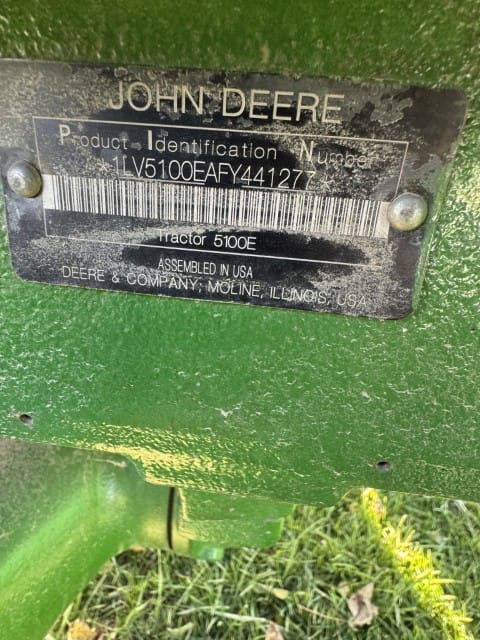 JOHN DEERE
Product Identification Number
*1LV5100EAFY441277*
Tractor 5100E
ASSEMBLED IN USA
DEERE & COMPANY; MOLINE, ILLINOIS, USA